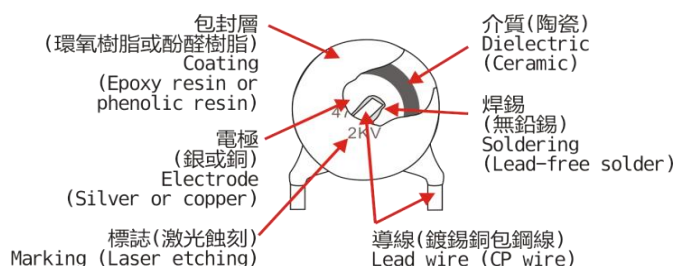 包封層
(環氧樹脂或酚醛樹脂)
Coating
(Epoxy resin or
phenolic resin)
電極
(銀或銅)
Electrode
(Silver or copper)
標誌(激光蝕刻)
Marking (Laser etching)
介質(陶瓷)
Dielectric
(Ceramic)
焊錫
(無鉛錫)
Soldering
(Lead-free solder)
導線(鍍錫銅包鋼線)
Lead wire (CP wire)
47
2KV